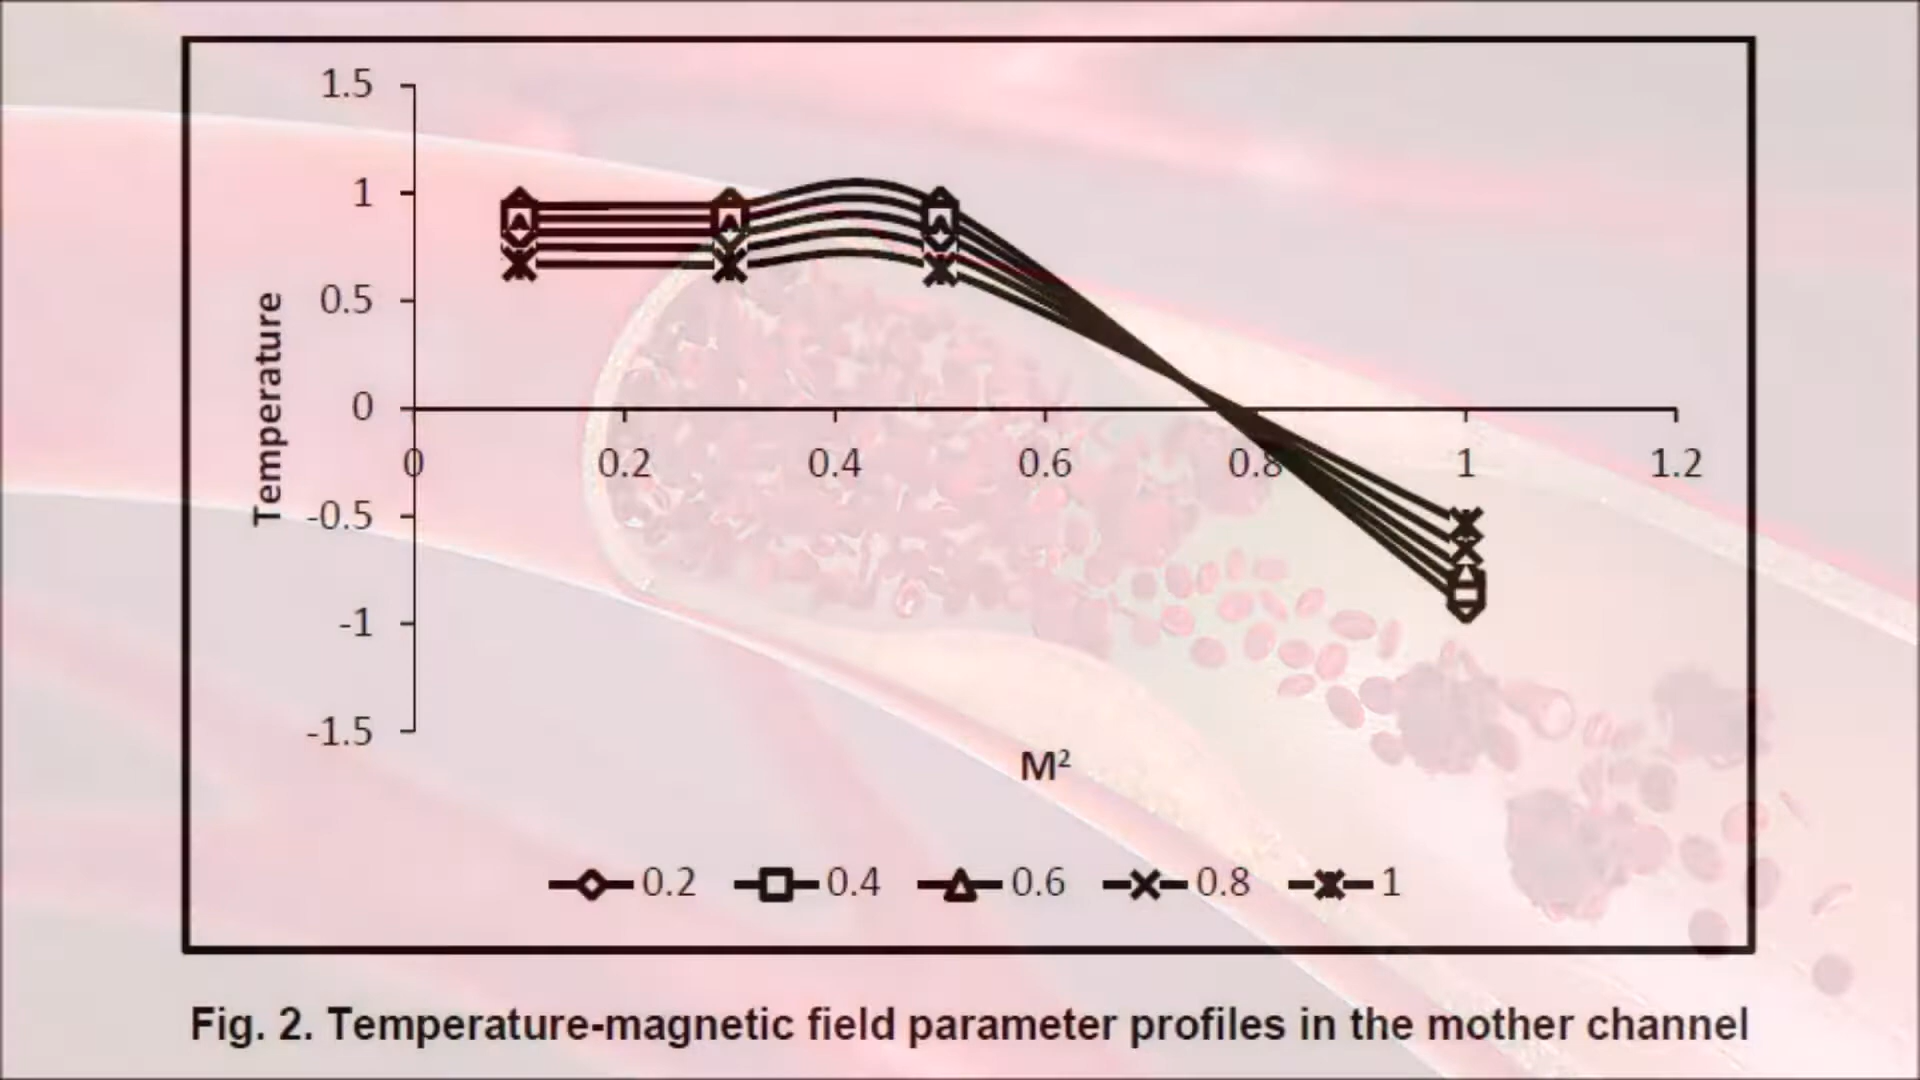 1.5
1
0.5
0
-0.5
-1
-1.5
Temperature
0 0.2 0.4 0.6 0.8 1 1.2
M²
0.2 0.4 0.6 0.8 1
Fig. 2. Temperature-magnetic field parameter profiles in the mother channel